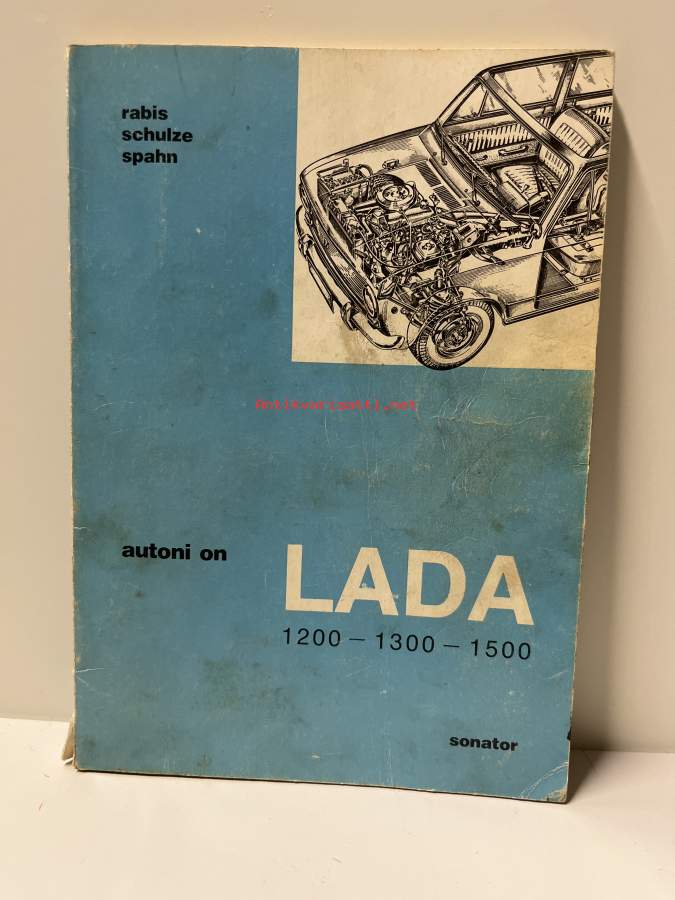 rabis
schulze
spahn
Antikvariaatti.net
autoni on
LADA
1200 – 1300 – 1500
sonator